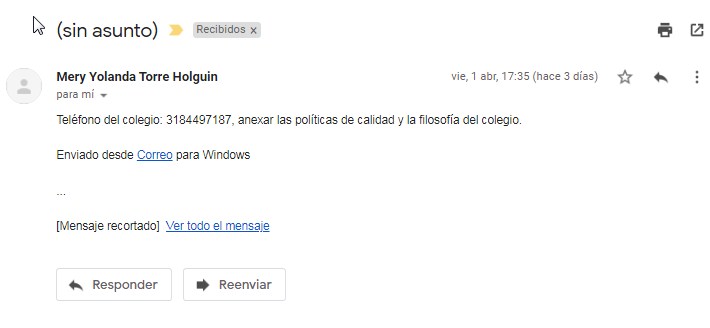 (sin asunto) Recibidos x
Mery Yolanda Torre Holguin vie, 1 abr, 17:35 (hace 3 días)
para mí
Teléfono del colegio: 3184497187, anexar las políticas de calidad y la filosofía del colegio.
Enviado desde Correo para Windows
...
[Mensaje recortado] Ver todo el mensaje
Responder Reenviar